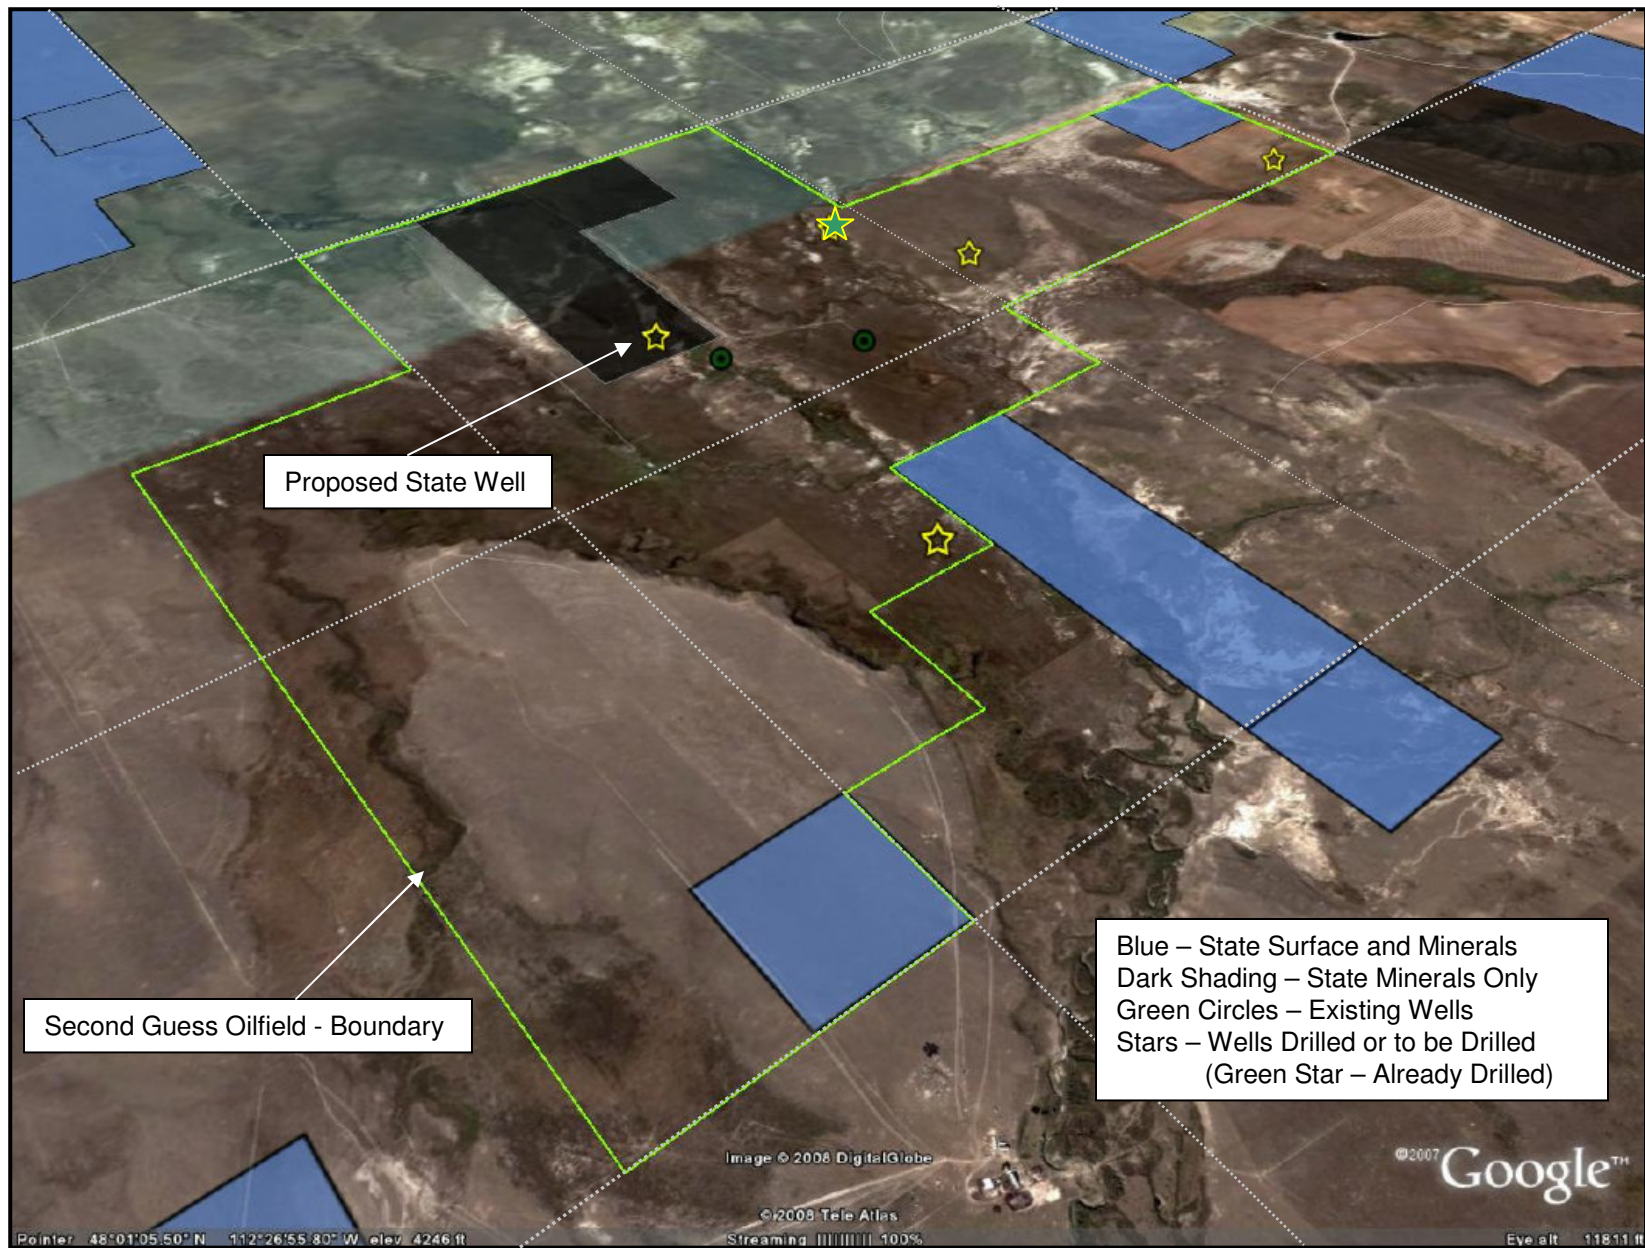 Proposed State Well
Second Guess Oilfield - Boundary
Blue – State Surface and Minerals
Dark Shading – State Minerals Only
Green Circles – Existing Wells
Stars – Wells Drilled or to be Drilled
(Green Star – Already Drilled)
Image © 2008 DigitalGlobe
©2007 Google™
© 2008 Tele Atlas
Pointer 48°01'05.50" N 112°26'55.80" W elev 4246 ft Streaming |||||||||| 100% Eye alt 11811 ft